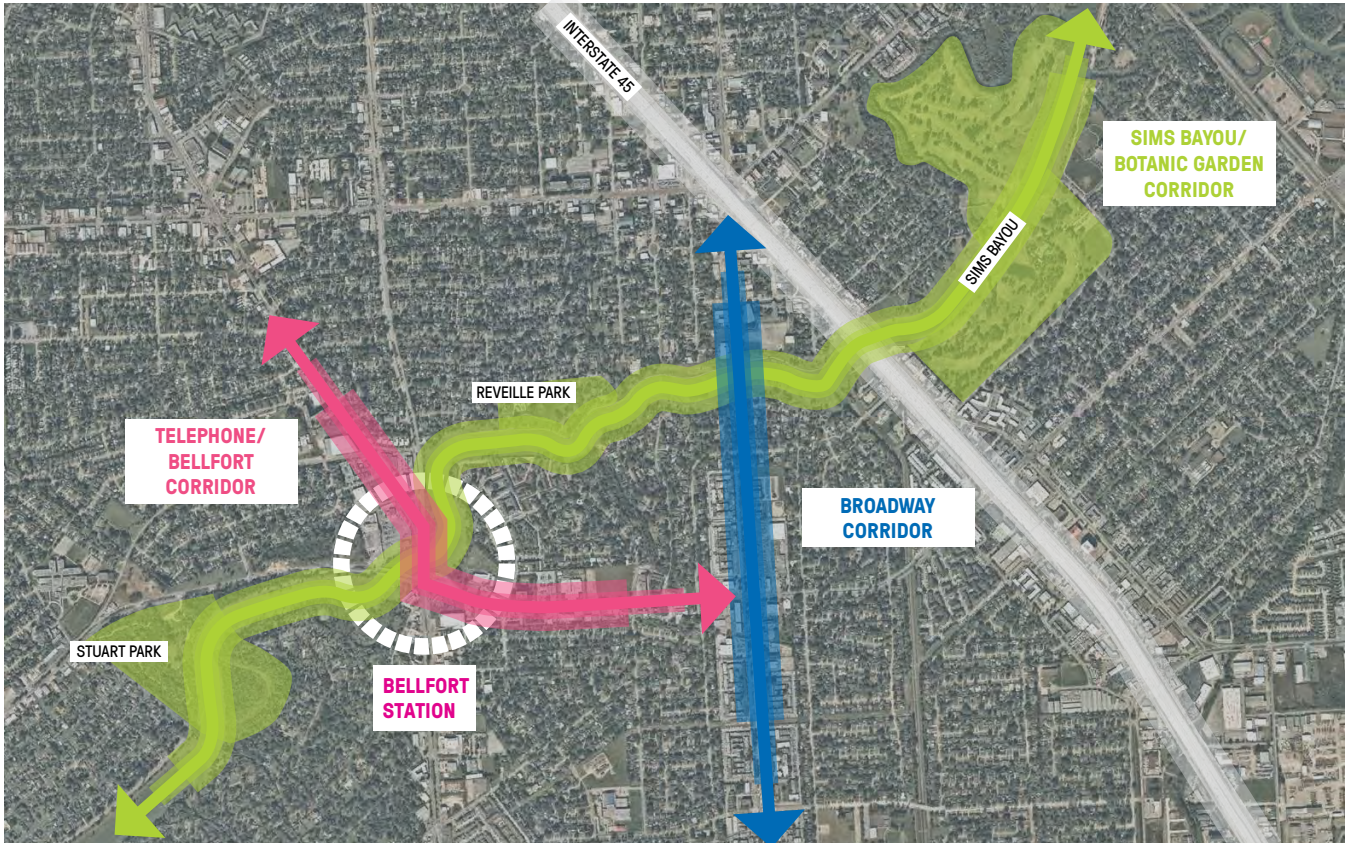 INTERSTATE 45
SIMS BAYOU/
BOTANIC GARDEN
CORRIDOR
SIMS BAYOU
REVEILLE PARK
TELEPHONE/
BELLFORT
CORRIDOR
BROADWAY
CORRIDOR
STUART PARK
BELLFORT
STATION